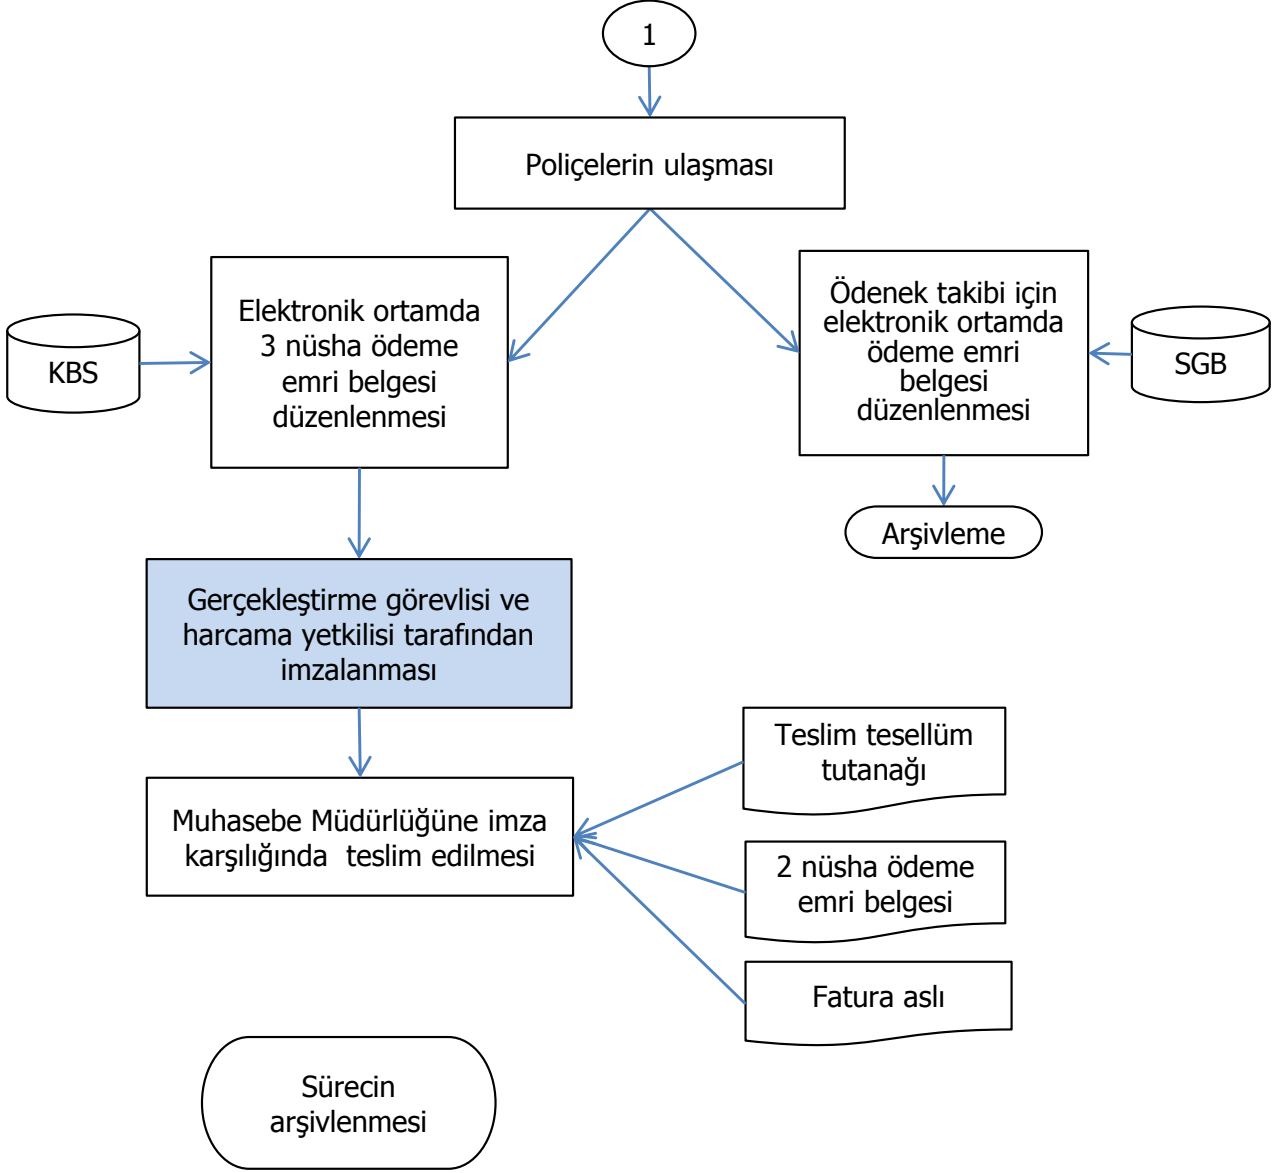 1
Poliçelerin ulaşması
Elektronik ortamda
3 nüsha ödeme
emri belgesi
düzenlenmesi
KBS
Ödenek takibi için
elektronik ortamda
ödeme emri
belgesi
düzenlenmesi
SGB
Arşivleme
Gerçekleştirme görevlisi ve
harcama yetkilisi tarafından
imzalanması
Muhasebe Müdürlüğüne imza
karşılığında  teslim edilmesi
Teslim tesellüm
tutanağı
2 nüsha ödeme
emri belgesi
Fatura aslı
Sürecin
arşivlenmesi